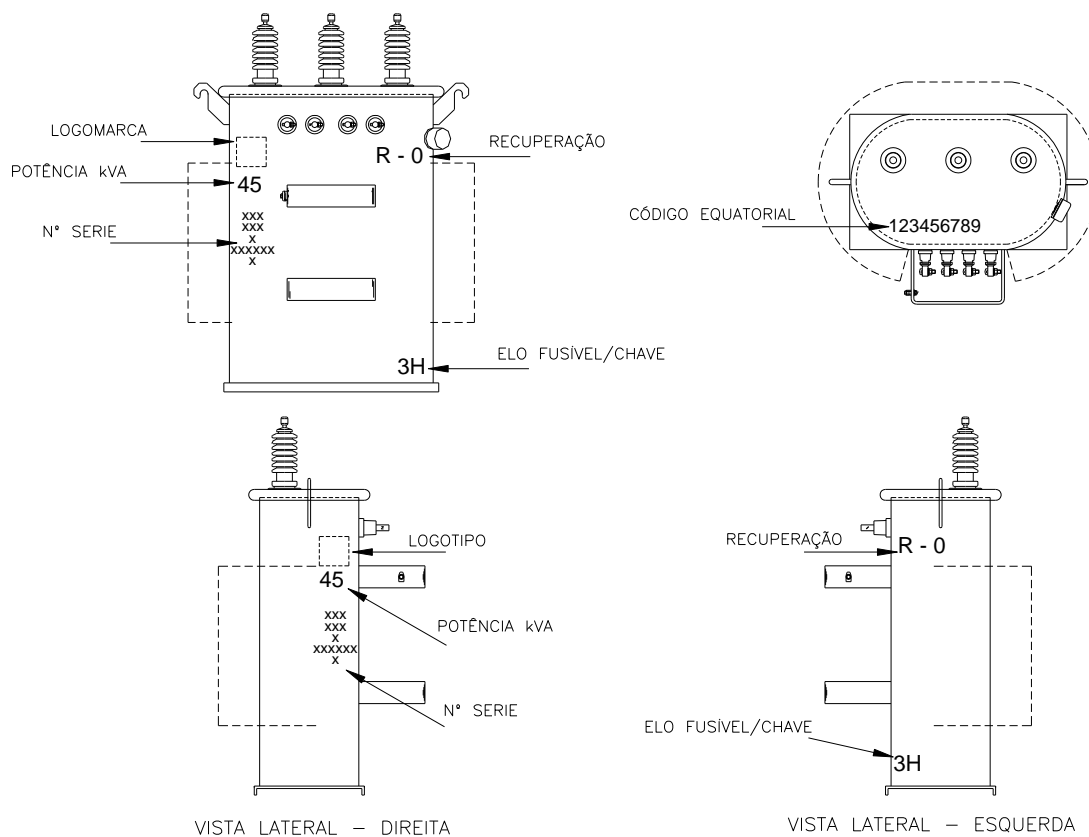 LOGOMARCA
R - 0
RECUPERAÇÃO
POTÊNCIA kVA
45
N° SERIE
xxx
xxx
x
xxxxxx
x
3H
ELO FUSÍVEL/CHAVE
CÓDIGO EQUATORIAL
123456789
LOGOTIPO
45
POTÊNCIA kVA
xxx
xxx
x
xxxxxx
x
N° SERIE
VISTA LATERAL – DIREITA
RECUPERAÇÃO
R - 0
ELO FUSÍVEL/CHAVE
3H
VISTA LATERAL – ESQUERDA